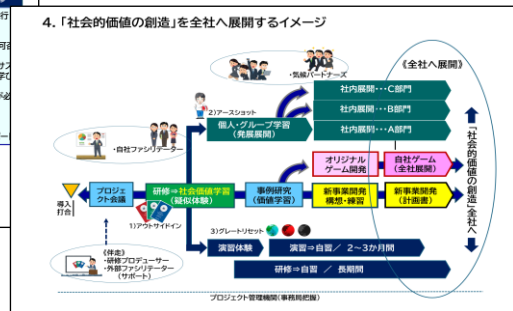 4.「社会的価値の創造」を全社へ展開するイメージ
・気候パートナーズ
《全社へ展開》
社内展開・・・C部門
2)アースショット
社内展開・・・B部門
個人・グループ学習
(発展展開)
社内展開・・・A部門
・自社ファシリテーター
オリジナル
ゲーム開発
自社ゲーム
(全社展開)
導入
打合
プロジェ
クト会議
研修⇒社会価値学習
(疑似体験)
事例研究
(価値学習)
新事業開発
構想・練習
新事業開発
(計画書)
「社会的価値の創造」全社へ
1)アウトサイドイン
3)グレートリセット
《伴走》
・研修プロデューサー
・外部ファシリテーター
(サポート)
演習体験
演習⇒自習／ 2～3か月間
研修⇒自習 ／ 長期間
プロジェクト管理機関(事務局把握)